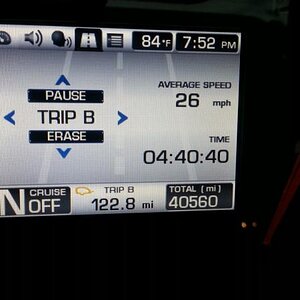 84°F 7:52 PM
PAUSE
TRIP B
ERASE
AVERAGE SPEED
26 mph
TIME
04:40:40
N CRUISE OFF
TRIP B
122.8 mi
TOTAL (mi)
40560